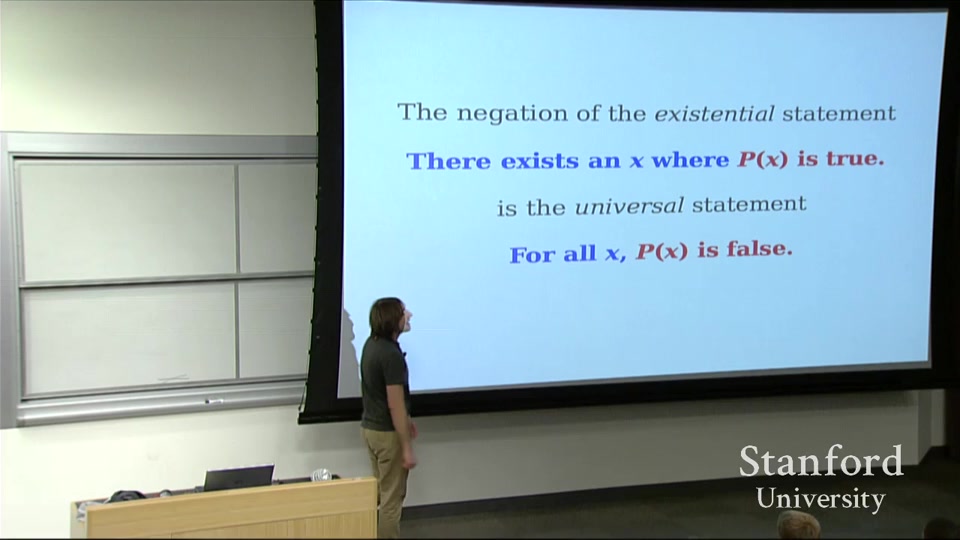 The negation of the existential statement
There exists an x where P(x) is true.
is the universal statement
For all x, P(x) is false.
Stanford
University